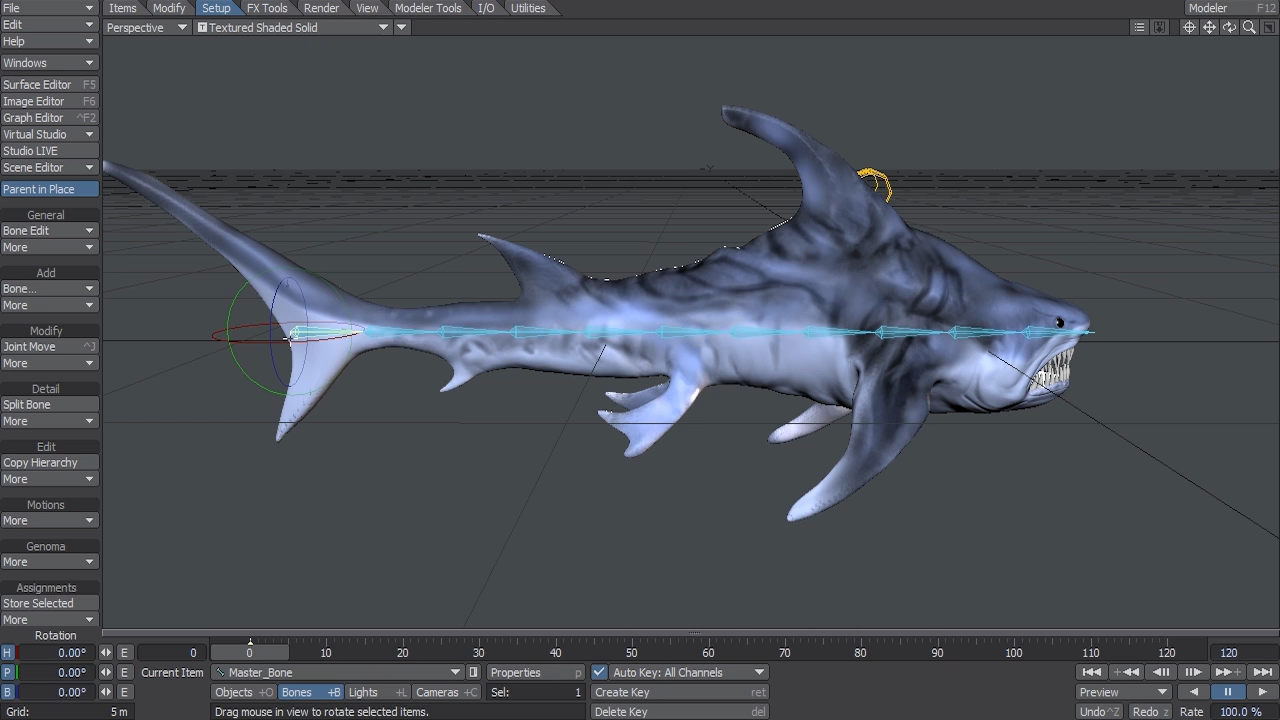 File
Items Modify Setup FX Tools Render View Modeler Tools I/O Utilities Modeler F12
Edit
Perspective Textured Shaded Solid
Help
Windows
Surface Editor F5
Image Editor F6
Graph Editor ^F2
Virtual Studio
Studio LIVE
Scene Editor
Parent in Place
General
Bone Edit
More
Add
Bone...
More
Modify
Joint Move ^J
More
Detail
Split Bone
More
Edit
Copy Hierarchy
More
Motions
More
Genoma
More
Assignments
Store Selected
More
Rotation
H 0.00° E 0 0 10 20 30 40 50 60 70 80 90 100 110 120 120
P 0.00° E Current Item Master_Bone Properties p Auto Key: All Channels
B 0.00° E Objects +O Bones +B Lights +L Cameras +C Sel: 1 Create Key ret Preview
Grid: 5 m Drag mouse in view to rotate selected items. Delete Key del Undo ^Z Redo z Rate 100.0 %